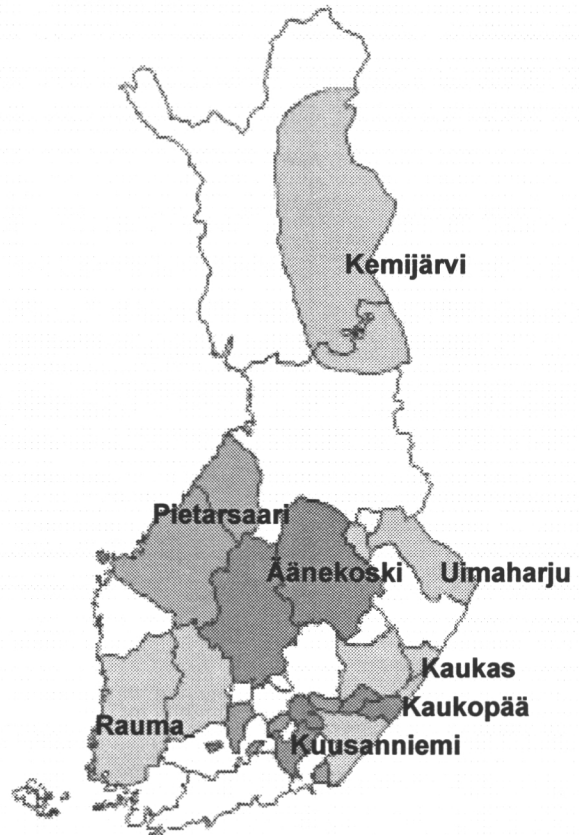 Kemijärvi
Pietarsaari
Äänekoski
Uimaharju
Kaukas
Kaukopää
Rauma
Kuusanniemi